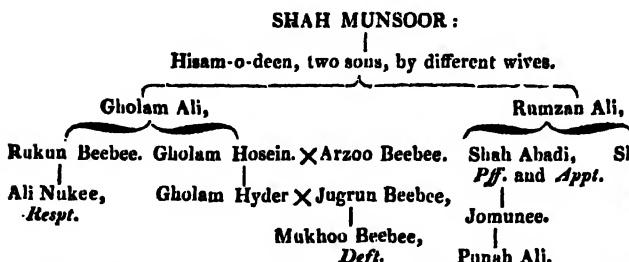 SHAH MUNSOOR:
Hisam-o-deen, two sons, by different wives.
Gholam Ali, Rumzan Ali,
Rukun Beebee. Gholam Hosein. × Arzoo Beebee. Shah Abadi, S
Ali Nukee, Gholam Hyder × Jugrun Beebee, Pff. and Appt.
Respt. Jomunee.
Mukhoo Beebee,
Deft. Punah Ali.